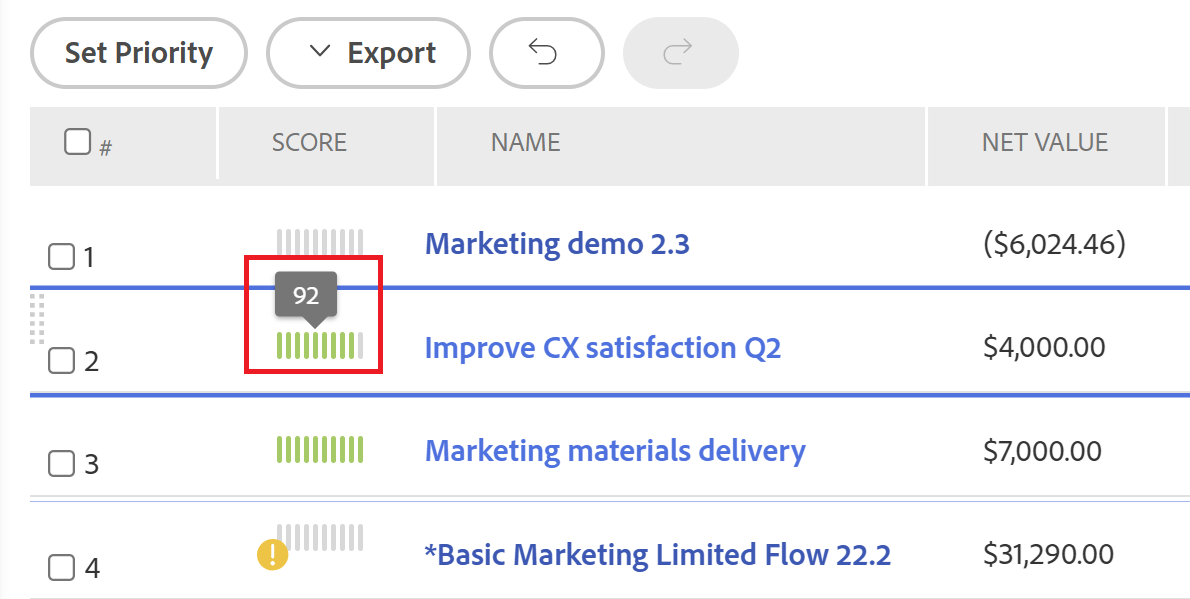 Set Priority Export
# SCORE NAME NET VALUE
1 Marketing demo 2.3 ($6,024.46)
92
2 Improve CX satisfaction Q2 $4,000.00
3 Marketing materials delivery $7,000.00
! 4 *Basic Marketing Limited Flow 22.2 $31,290.00